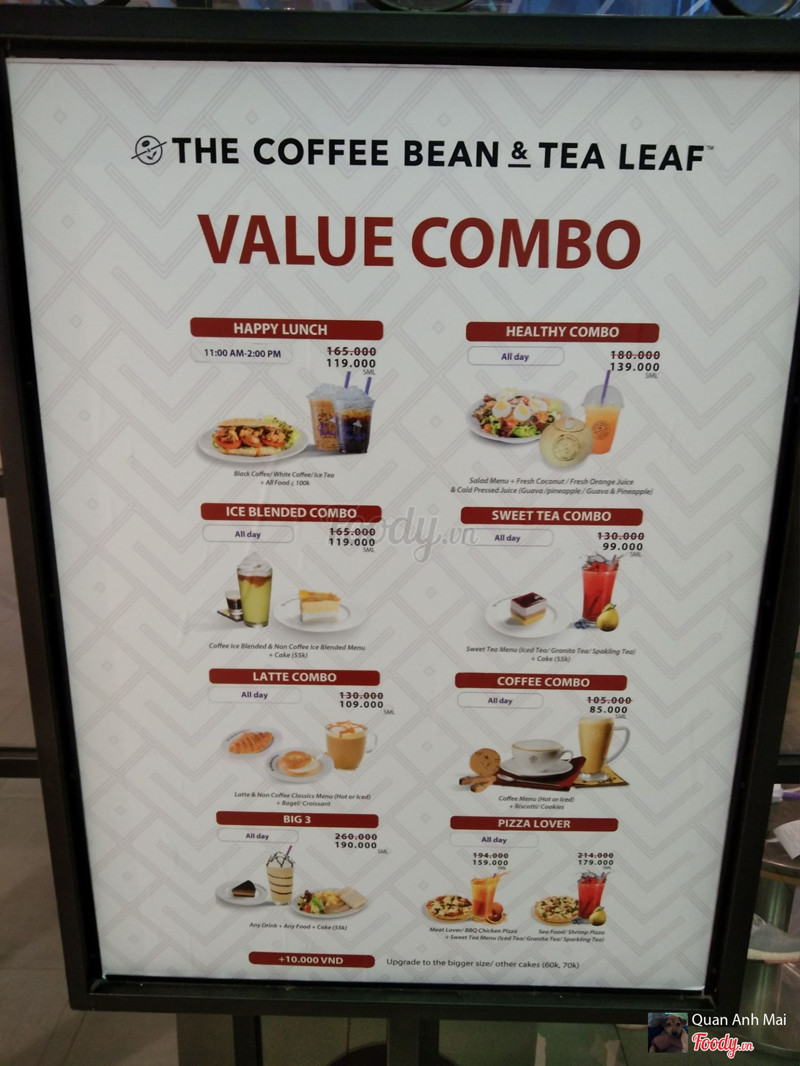 THE COFFEE BEAN & TEA LEAF™
VALUE COMBO
HAPPY LUNCH
11:00 AM-2:00 PM
165.000
119.000
SML
Black Coffee/ White Coffee/ Ice Tea
+ All Food ¿ 100k
HEALTHY COMBO
All day
180.000
139.000
SML
Salad Menu + Fresh Coconut / Fresh Orange Juice
& Cold Pressed Juice (Guava /pineapple / Guava & Pineapple)
ICE BLENDED COMBO
All day
165.000
119.000
SML
Coffee Ice Blended & Non Coffee Ice Blended Menu
+ Cake (55k)
SWEET TEA COMBO
All day
130.000
99.000
SML
Sweet Tea Menu (Iced Tea/ Granita Tea/ Spakling Tea)
+ Cake (55k)
LATTE COMBO
All day
130.000
109.000
SML
Latte & Non Coffee Classics Menu (Hot or Iced)
+ Bagel/ Croissant
COFFEE COMBO
All day
105.000
85.000
SML
Coffee Menu (Hot or Iced)
+ Biscotti/ Cookies
BIG 3
All day
260.000
190.000
SML
Any Drink + Any Food + Cake (55k)
PIZZA LOVER
All day
194.000
159.000
SML
214.000
179.000
SML
Meat Lover/ BBQ Chicken Pizza
Sea Food/ Shrimp Pizza
+ Sweet Tea Menu (Iced Tea/ Granita Tea/ Sparkling Tea)
+10.000 VND
Upgrade to the bigger size/ other cakes (60k, 70k)
Foody.vn
Quan Anh Mai
Foody.vn